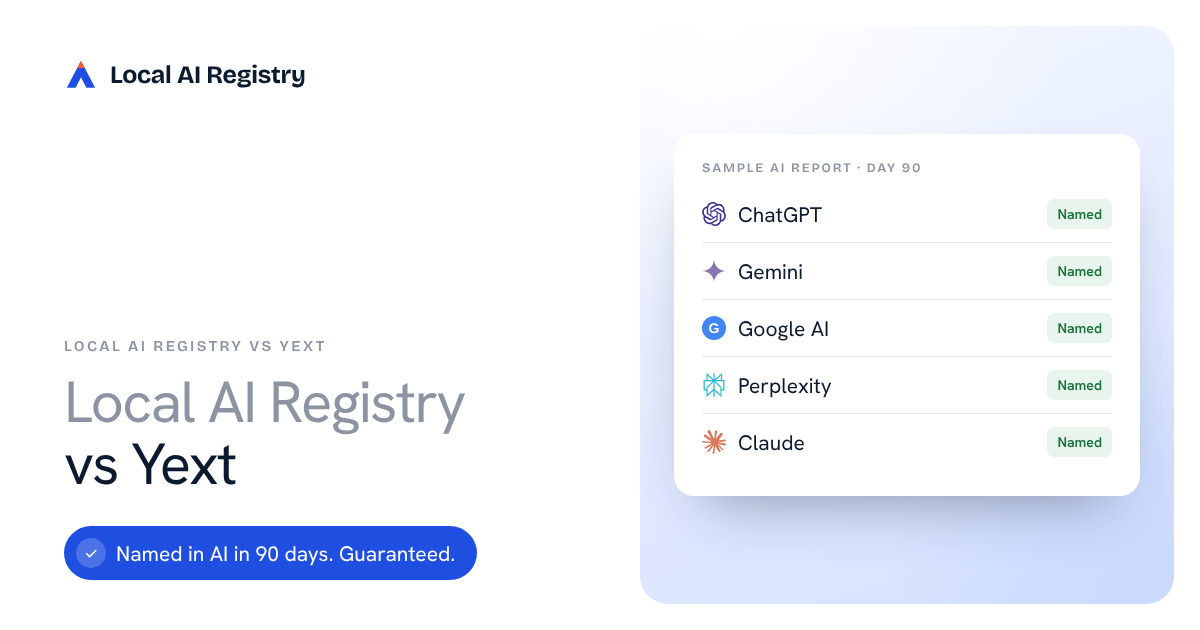 Local AI Registry
LOCAL AI REGISTRY VS YEXT
Local AI Registry
vs Yext
Named in AI in 90 days. Guaranteed.
SAMPLE AI REPORT · DAY 90
ChatGPT Named
Gemini Named
G Google AI Named
Perplexity Named
Claude Named